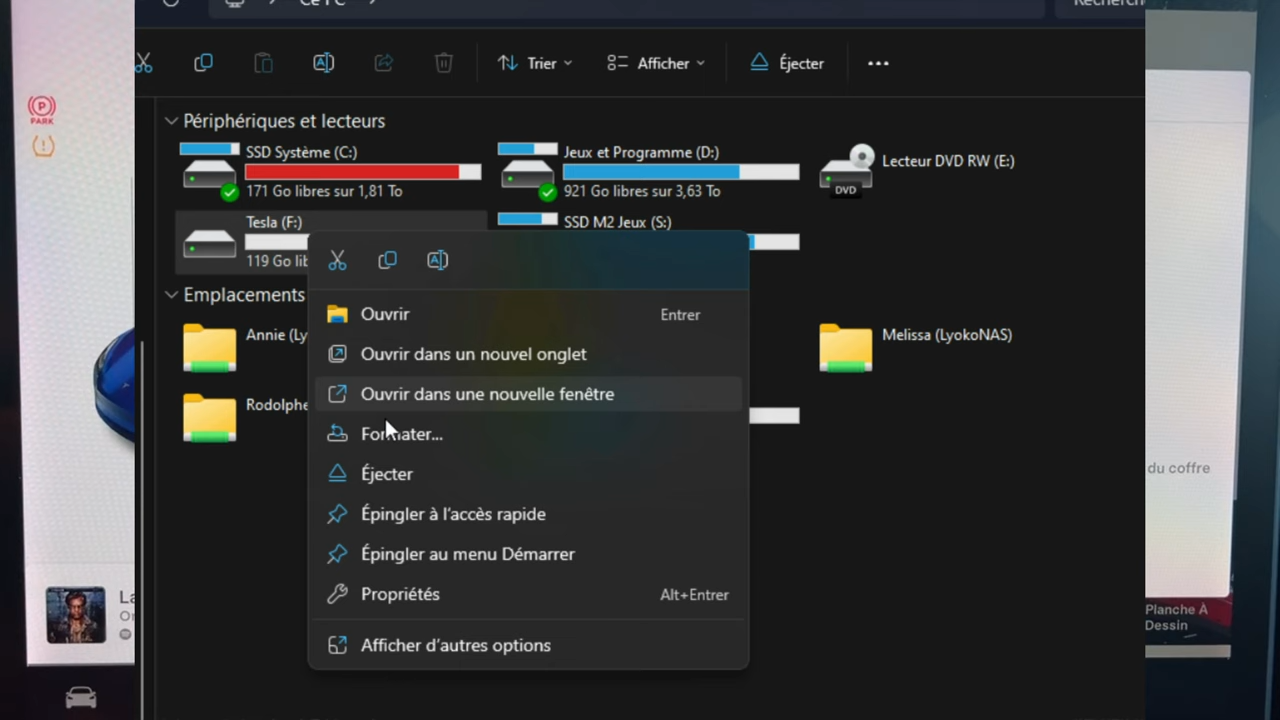 Ce PC
Recherch
Trier
Afficher
Éjecter
PARK
Périphériques et lecteurs
SSD Système (C:)
171 Go libres sur 1,81 To
Jeux et Programme (D:)
921 Go libres sur 3,63 To
Lecteur DVD RW (E:)
DVD
Tesla (F:)
119 Go lib
SSD M2 Jeux (S:)
Emplacements
Annie (Ly
Melissa (LyokoNAS)
Rodolphe
Ouvrir Entrer
Ouvrir dans un nouvel onglet
Ouvrir dans une nouvelle fenêtre
Formater...
Éjecter
Épingler à l'accès rapide
Épingler au menu Démarrer
Propriétés Alt+Entrer
Afficher d'autres options
du coffre
La
Planche À
Dessin